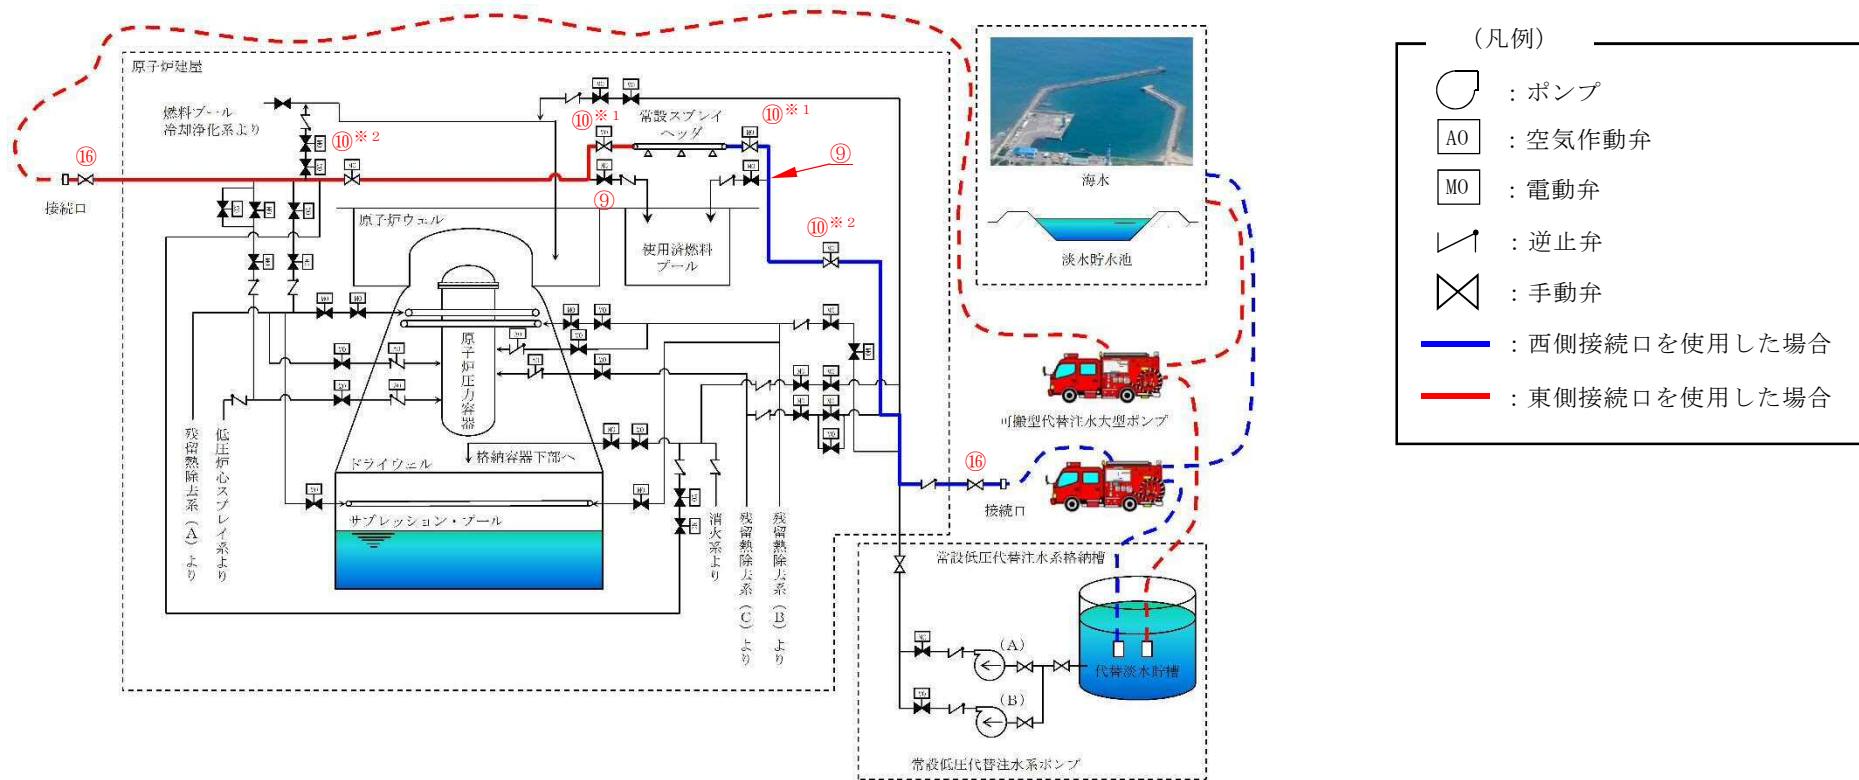 原子炉建屋
燃料プール
冷却浄化系より
⑩※2
⑯
接続口
⑩※1
常設スプレイ
ヘッダ
⑩※1
⑨
⑨
原子炉ウェル
使用済燃料
プール
⑩※2
原子炉圧力容器
ドライウェル
格納容器下部へ
サプレッション・プール
残留熱除去系(A)より
低圧炉心スプレイ系より
消火系より
残留熱除去系(C)より
残留熱除去系(B)より
海水
淡水貯水池
可搬型代替注水大型ポンプ
⑯
接続口
常設低圧代替注水系格納槽
(A)
(B)
代替淡水貯槽
常設低圧代替注水系ポンプ
(凡例)
:ポンプ
AO :空気作動弁
MO :電動弁
:逆止弁
:手動弁
:西側接続口を使用した場合
:東側接続口を使用した場合